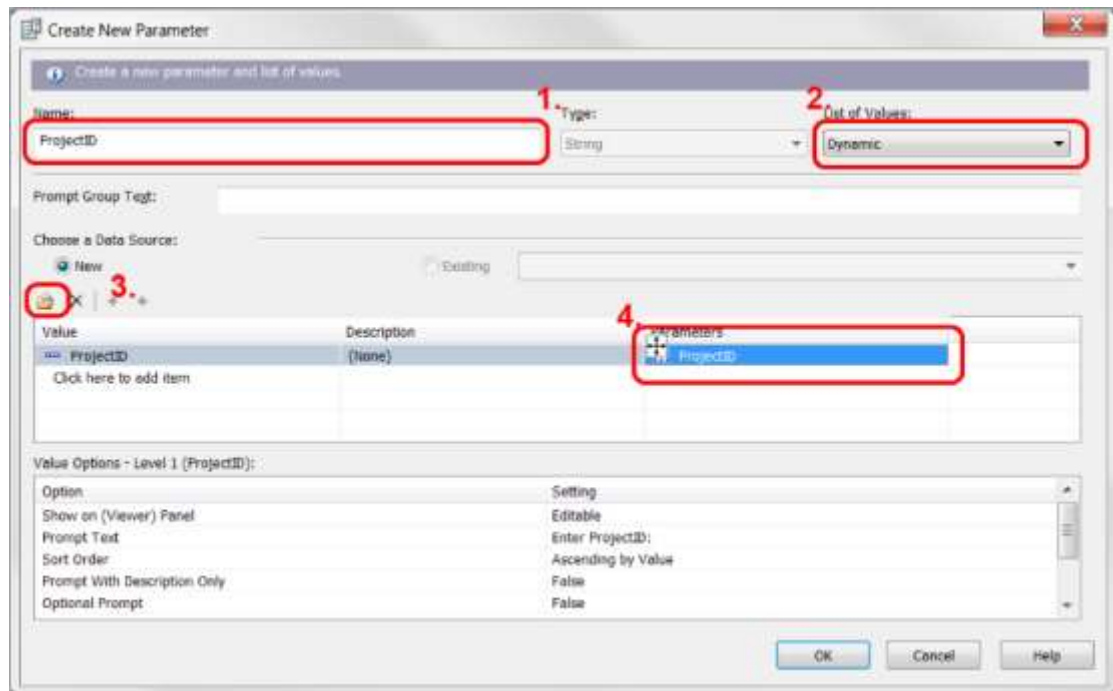 Create New Parameter
Create a new parameter and list of values.
1. 2.
Name: Type: List of Values:
ProjectID String Dynamic
Prompt Group Text:
Choose a Data Source:
New Existing
3.
4.
Value Description Parameters
ProjectID (None) ProjectID
Click here to add item
Value Options - Level 1 (ProjectID):
Option Setting
Show on (Viewer) Panel Editable
Prompt Text Enter ProjectID:
Sort Order Ascending by Value
Prompt With Description Only False
Optional Prompt False
OK Cancel Help